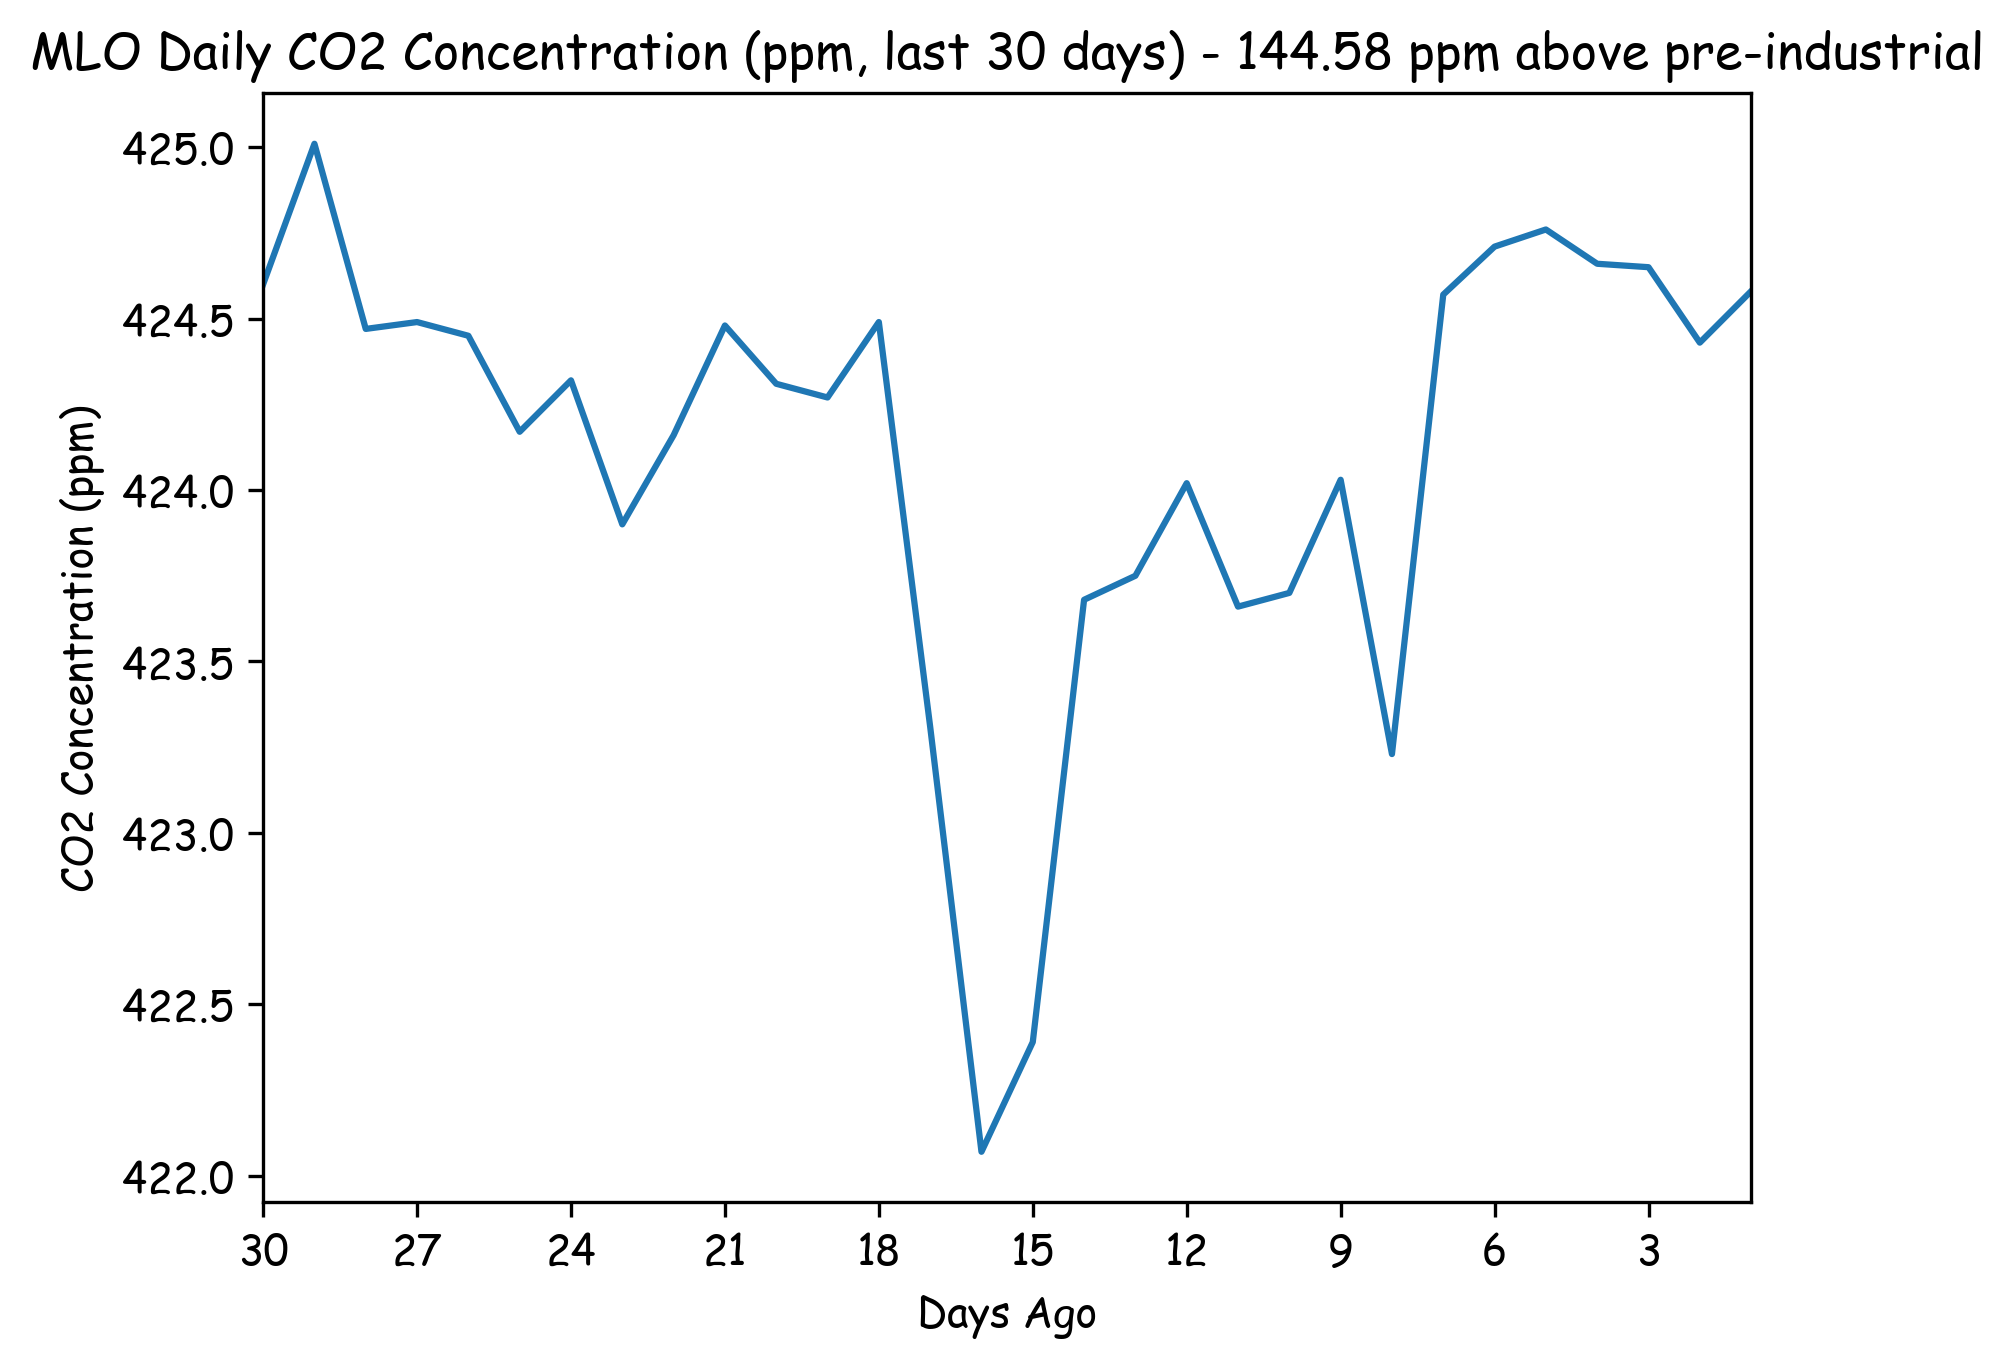 MLO Daily CO2 Concentration (ppm, last 30 days) - 144.58 ppm above pre-industrial
425.0
424.5
424.0
423.5
423.0
422.5
422.0
CO2 Concentration (ppm)
30 27 24 21 18 15 12 9 6 3
Days Ago